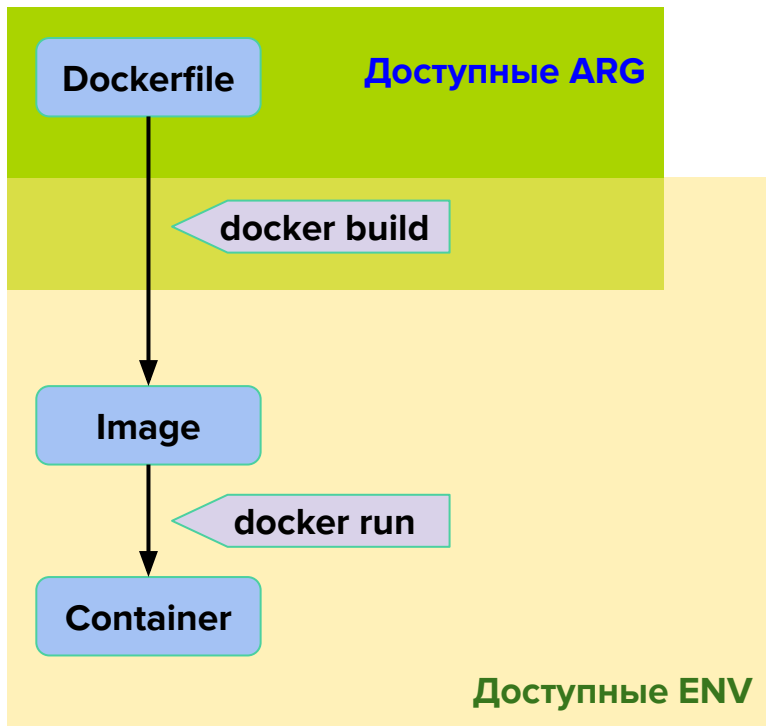 Dockerfile
Доступные ARG
docker build
Image
docker run
Container
Доступные ENV